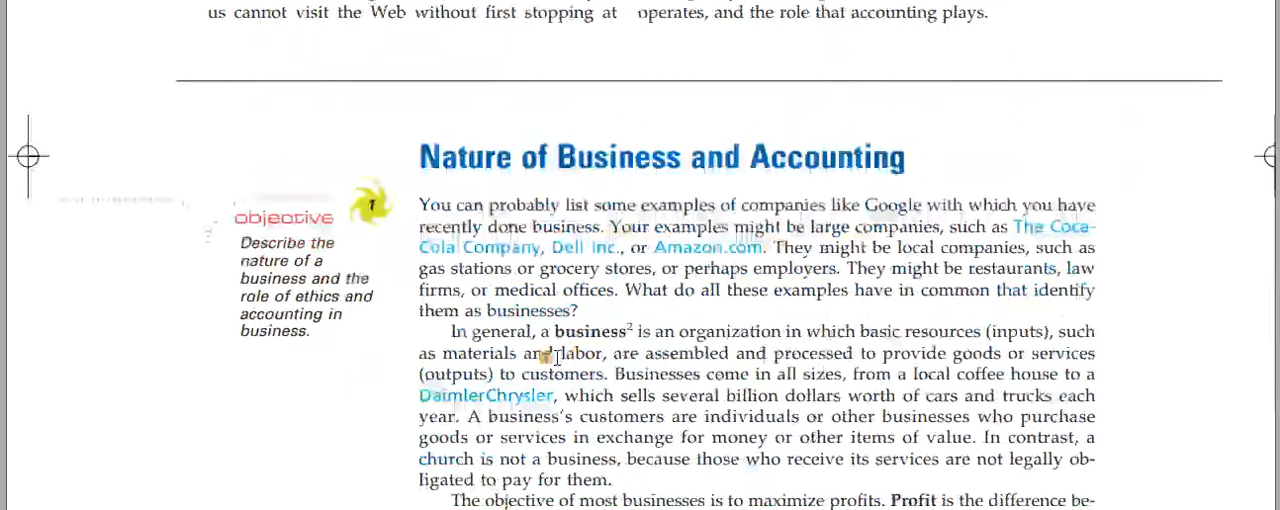 us cannot visit the Web without first stopping at
operates, and the role that accounting plays.
Nature of Business and Accounting
1
objective
Describe the
nature of a
business and the
role of ethics and
accounting in
business.
You can probably list some examples of companies like Google with which you have
recently done business. Your examples might be large companies, such as The Coca-
Cola Company, Dell Inc., or Amazon.com. They might be local companies, such as
gas stations or grocery stores, or perhaps employers. They might be restaurants, law
firms, or medical offices. What do all these examples have in common that identify
them as businesses?
In general, a business² is an organization in which basic resources (inputs), such
as materials and labor, are assembled and processed to provide goods or services
(outputs) to customers. Businesses come in all sizes, from a local coffee house to a
DaimlerChrysler, which sells several billion dollars worth of cars and trucks each
year. A business's customers are individuals or other businesses who purchase
goods or services in exchange for money or other items of value. In contrast, a
church is not a business, because those who receive its services are not legally ob-
ligated to pay for them.
The objective of most businesses is to maximize profits. Profit is the difference be-